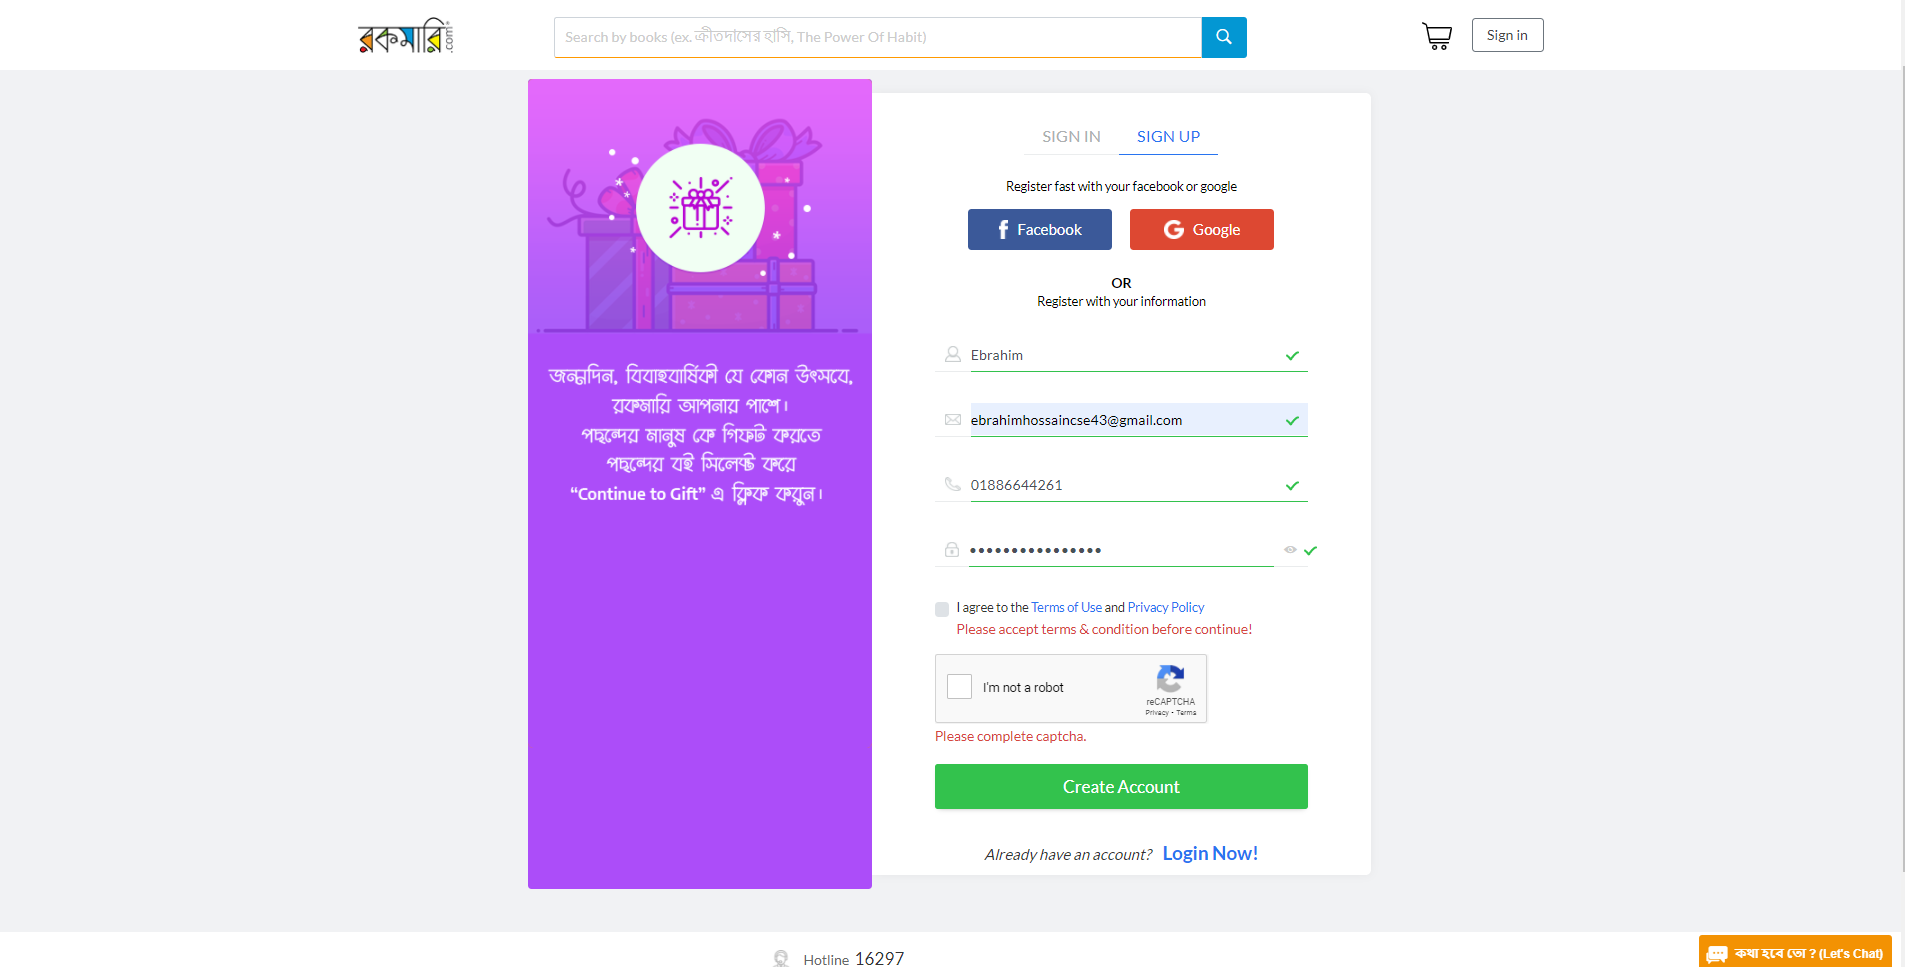 রকমারি.com
Search by books (ex. ক্রীতদাসের হাসি, The Power Of Habit)
Sign in
SIGN IN
SIGN UP
Register fast with your facebook or google
Facebook
Google
OR
Register with your information
Ebrahim
ebrahimhossaincse43@gmail.com
01886644261
••••••••••••••••
I agree to the Terms of Use and Privacy Policy
Please accept terms & condition before continue!
I'm not a robot
reCAPTCHA
Privacy - Terms
Please complete captcha.
Create Account
Already have an account? Login Now!
জন্মদিন, বিবাহবার্ষিকী যে কোন উৎসবে,
রকমারি আপনার পাশে।
পছন্দের মানুষ কে গিফট করতে
পছন্দের বই সিলেক্ট করে
“Continue to Gift” এ ক্লিক করুন।
Hotline 16297
কথা হবে তো ? (Let's Chat)